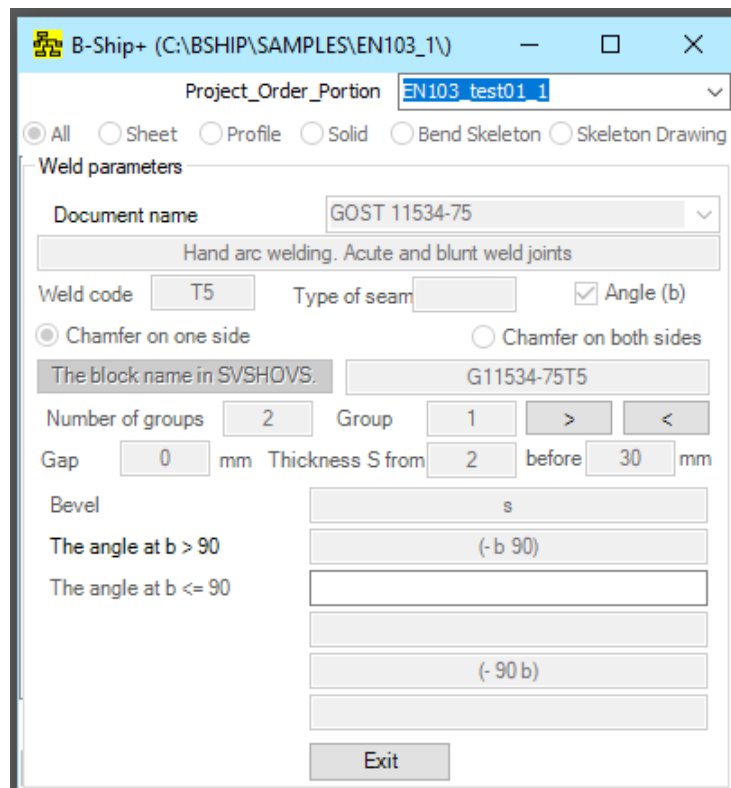 B-Ship+ (C:\BSHIP\SAMPLES\EN103_1\)
Project_Order_Portion EN103_test01_1
All Sheet Profile Solid Bend Skeleton Skeleton Drawing
Weld parameters
Document name GOST 11534-75
Hand arc welding. Acute and blunt weld joints
Weld code T5 Type of seam Angle (b)
Chamfer on one side Chamfer on both sides
The block name in SVSHOVS. G11534-75T5
Number of groups 2 Group 1 > <
Gap 0 mm Thickness S from 2 before 30 mm
Bevel s
The angle at b > 90 (- b 90)
The angle at b <= 90
(- 90 b)
Exit